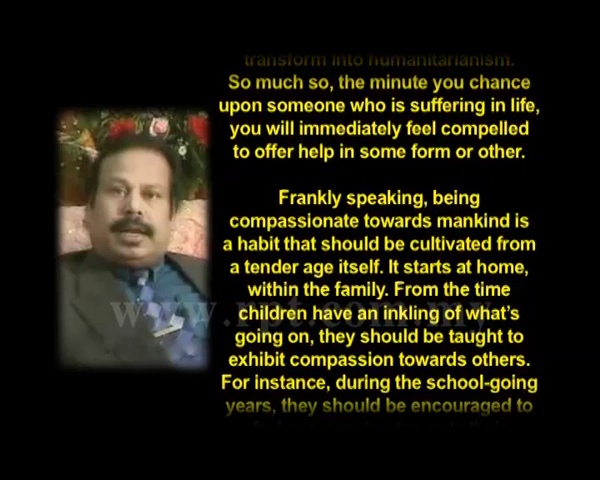 transform into humanitarianism.
So much so, the minute you chance
upon someone who is suffering in life,
you will immediately feel compelled
to offer help in some form or other.
Frankly speaking, being
compassionate towards mankind is
a habit that should be cultivated from
a tender age itself. It starts at home,
within the family. From the time
children have an inkling of what's
going on, they should be taught to
exhibit compassion towards others.
For instance, during the school-going
years, they should be encouraged to
www.rpt.com.my